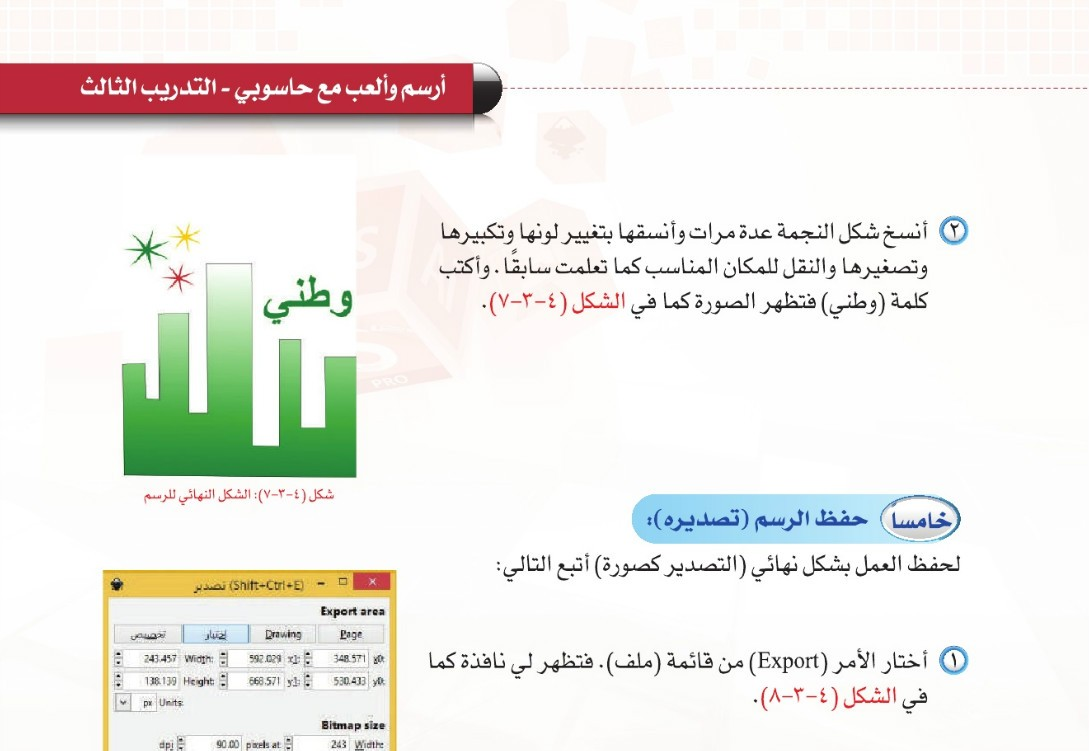 أرسم وألعب مع حاسوبي - التدريب الثالث
٢ أنسخ شكل النجمة عدة مرات وأنسقها بتغيير لونها وتكبيرها
وتصغيرها والنقل للمكان المناسب كما تعلمت سابقًا. وأكتب
كلمة (وطني) فتظهر الصورة كما في الشكل (٤-٣-٧).
وطني
PRO
شكل (٤-٣-٧): الشكل النهائي للرسم
خامسا حفظ الرسم (تصديره):
لحفظ العمل بشكل نهائي (التصدير كصورة) أتبع التالي:
١ أختار الأمر (Export) من قائمة (ملف). فتظهر لي نافذة كما
في الشكل (٤-٣-٨).
تصدير (Shift+Ctrl+E)
Export area
Page Drawing إختيار تخصيص
x0: 348.571 x1: 592.029 Width: 243.457
y0: 530.433 y1: 668.571 Height: 138.139
Units: px
Bitmap size
Width: 243 pixels at 90.00 dpi